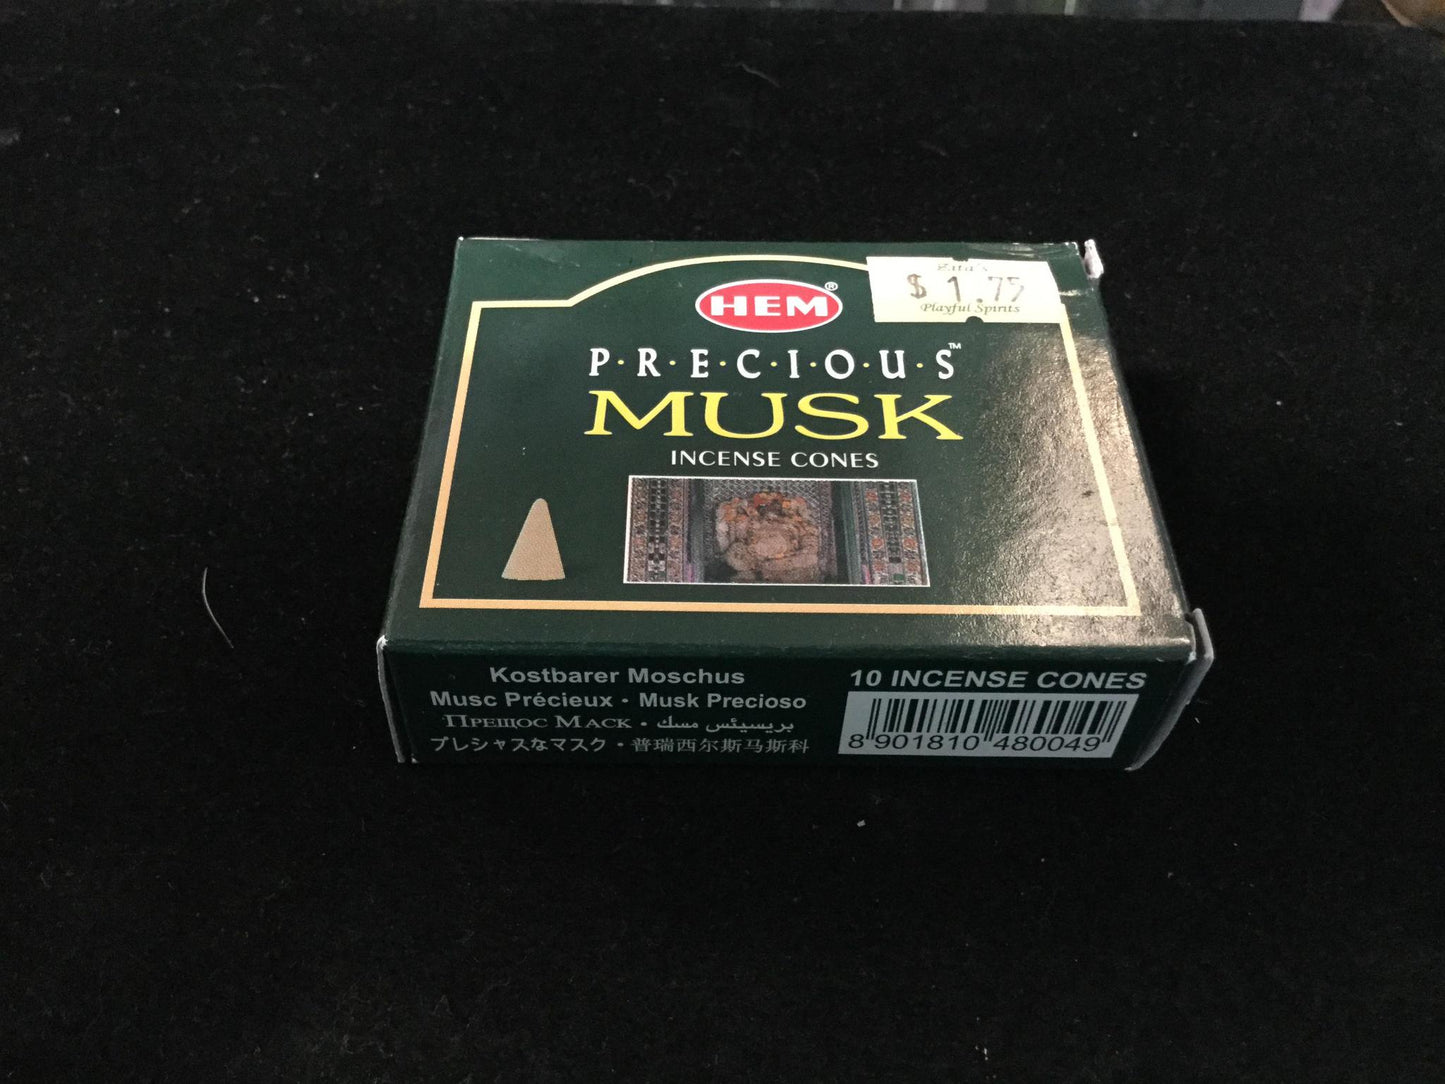 Zita's
$ 1.75
Playful Spirits
HEM®
P·R·E·C·I·O·U·S™
MUSK
INCENSE CONES
Kostbarer Moschus
Musc Précieux · Musk Precioso
Прешос Маск · بريسيئس مسك
プレシャスなマスク · 普瑞西尔斯马斯科
10 INCENSE CONES
8 901810 480049